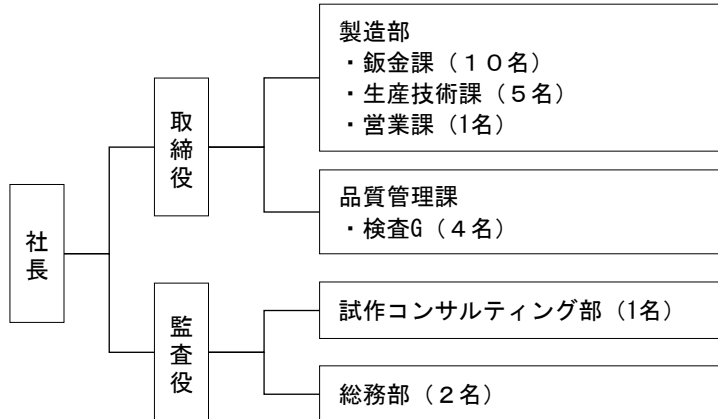 社長
取締役
製造部
・鈑金課(10名)
・生産技術課(5名)
・営業課(1名)
品質管理課
・検査G(4名)
監査役
試作コンサルティング部(1名)
総務部(2名)